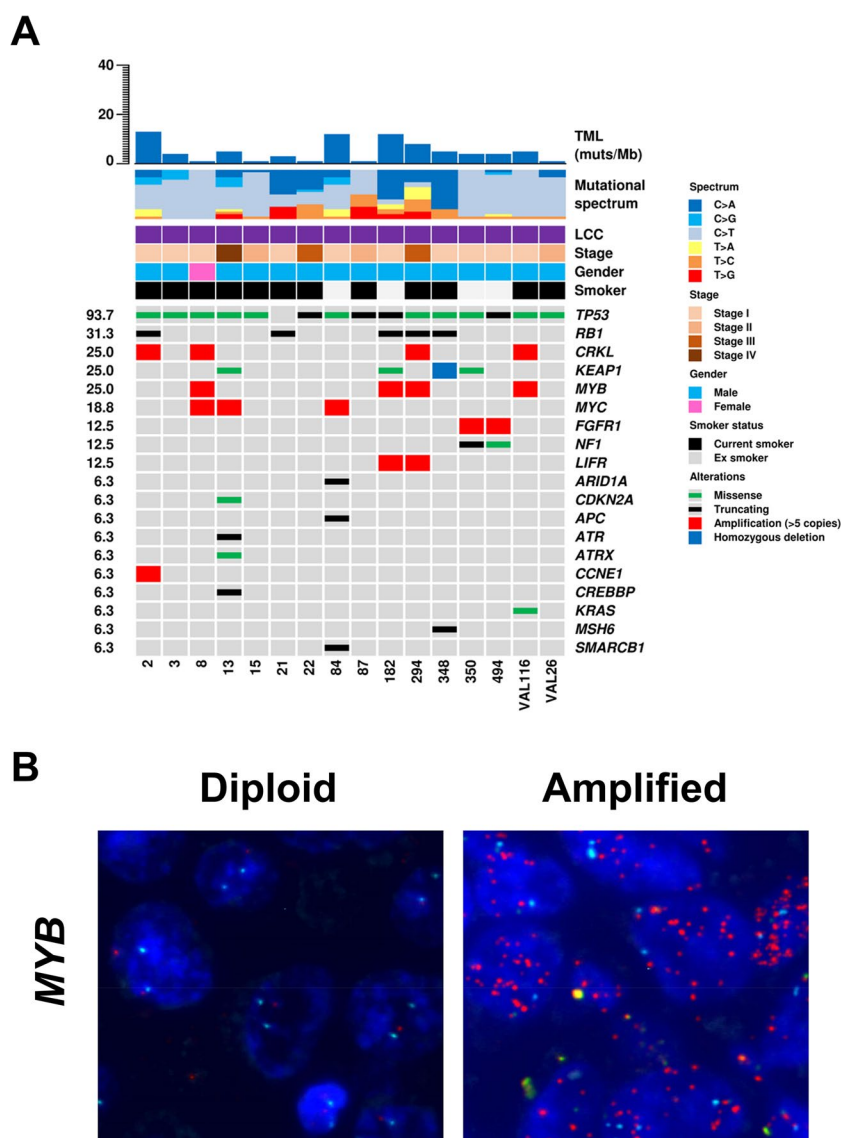 A
40
20
0
TML
(muts/Mb)
Mutational
spectrum
LCC
Stage
Gender
Smoker
93.7 TP53
31.3 RB1
25.0 CRKL
25.0 KEAP1
25.0 MYB
18.8 MYC
12.5 FGFR1
12.5 NF1
12.5 LIFR
6.3 ARID1A
6.3 CDKN2A
6.3 APC
6.3 ATR
6.3 ATRX
6.3 CCNE1
6.3 CREBBP
6.3 KRAS
6.3 MSH6
6.3 SMARCB1
2 3 8 13 15 21 22 84 87 182 294 348 350 494 VAL116 VAL26
Spectrum
C>A
C>G
C>T
T>A
T>C
T>G
Stage
Stage I
Stage II
Stage III
Stage IV
Gender
Male
Female
Smoker status
Current smoker
Ex smoker
Alterations
Missense
Truncating
Amplification (>5 copies)
Homozygous deletion
B
Diploid Amplified
MYB